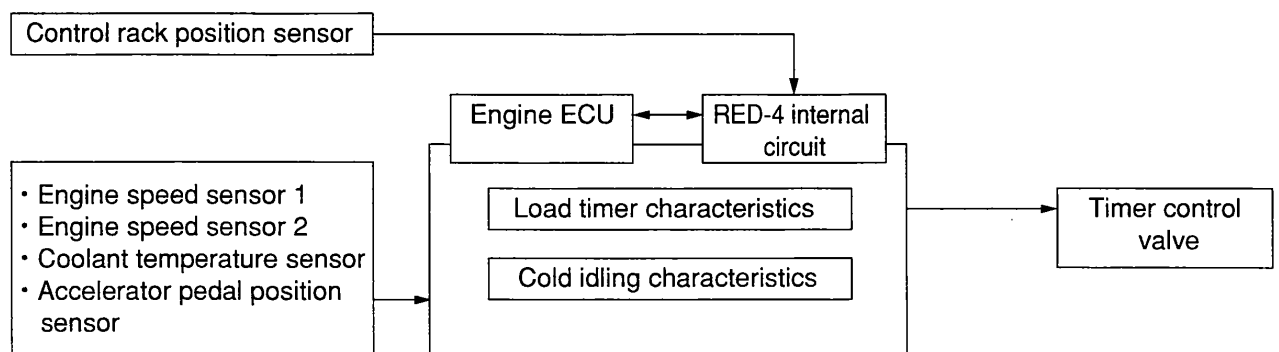 Control rack position sensor
Engine ECU
RED-4 internal
circuit
• Engine speed sensor 1
• Engine speed sensor 2
• Coolant temperature sensor
• Accelerator pedal position
sensor
Load timer characteristics
Cold idling characteristics
Timer control
valve